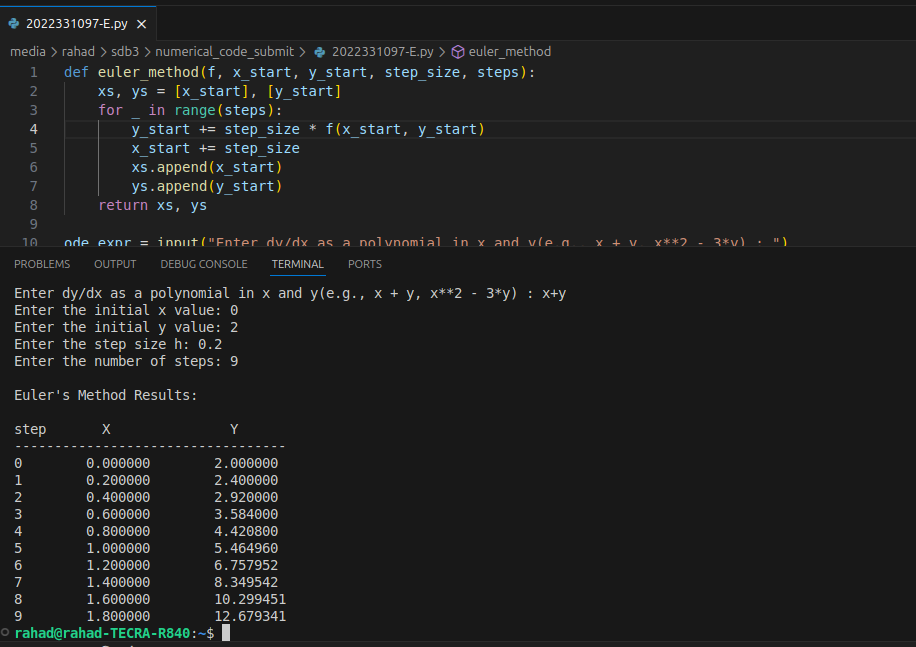 2022331097-E.py ×
media > rahad > sdb3 > numerical_code_submit > 2022331097-E.py > euler_method
1 def euler_method(f, x_start, y_start, step_size, steps):
2     xs, ys = [x_start], [y_start]
3     for _ in range(steps):
4         y_start += step_size * f(x_start, y_start)
5         x_start += step_size
6         xs.append(x_start)
7         ys.append(y_start)
8     return xs, ys
9
10 ode_expr = input("Enter dy/dx as a polynomial in x and y(e.g., x + y, x**2 - 3*y) : ")
PROBLEMS OUTPUT DEBUG CONSOLE TERMINAL PORTS
Enter dy/dx as a polynomial in x and y(e.g., x + y, x**2 - 3*y) : x+y
Enter the initial x value: 0
Enter the initial y value: 2
Enter the step size h: 0.2
Enter the number of steps: 9
Euler's Method Results:
step X Y
----------------------------------
0 0.000000 2.000000
1 0.200000 2.400000
2 0.400000 2.920000
3 0.600000 3.584000
4 0.800000 4.420800
5 1.000000 5.464960
6 1.200000 6.757952
7 1.400000 8.349542
8 1.600000 10.299451
9 1.800000 12.679341
rahad@rahad-TECRA-R840:~$